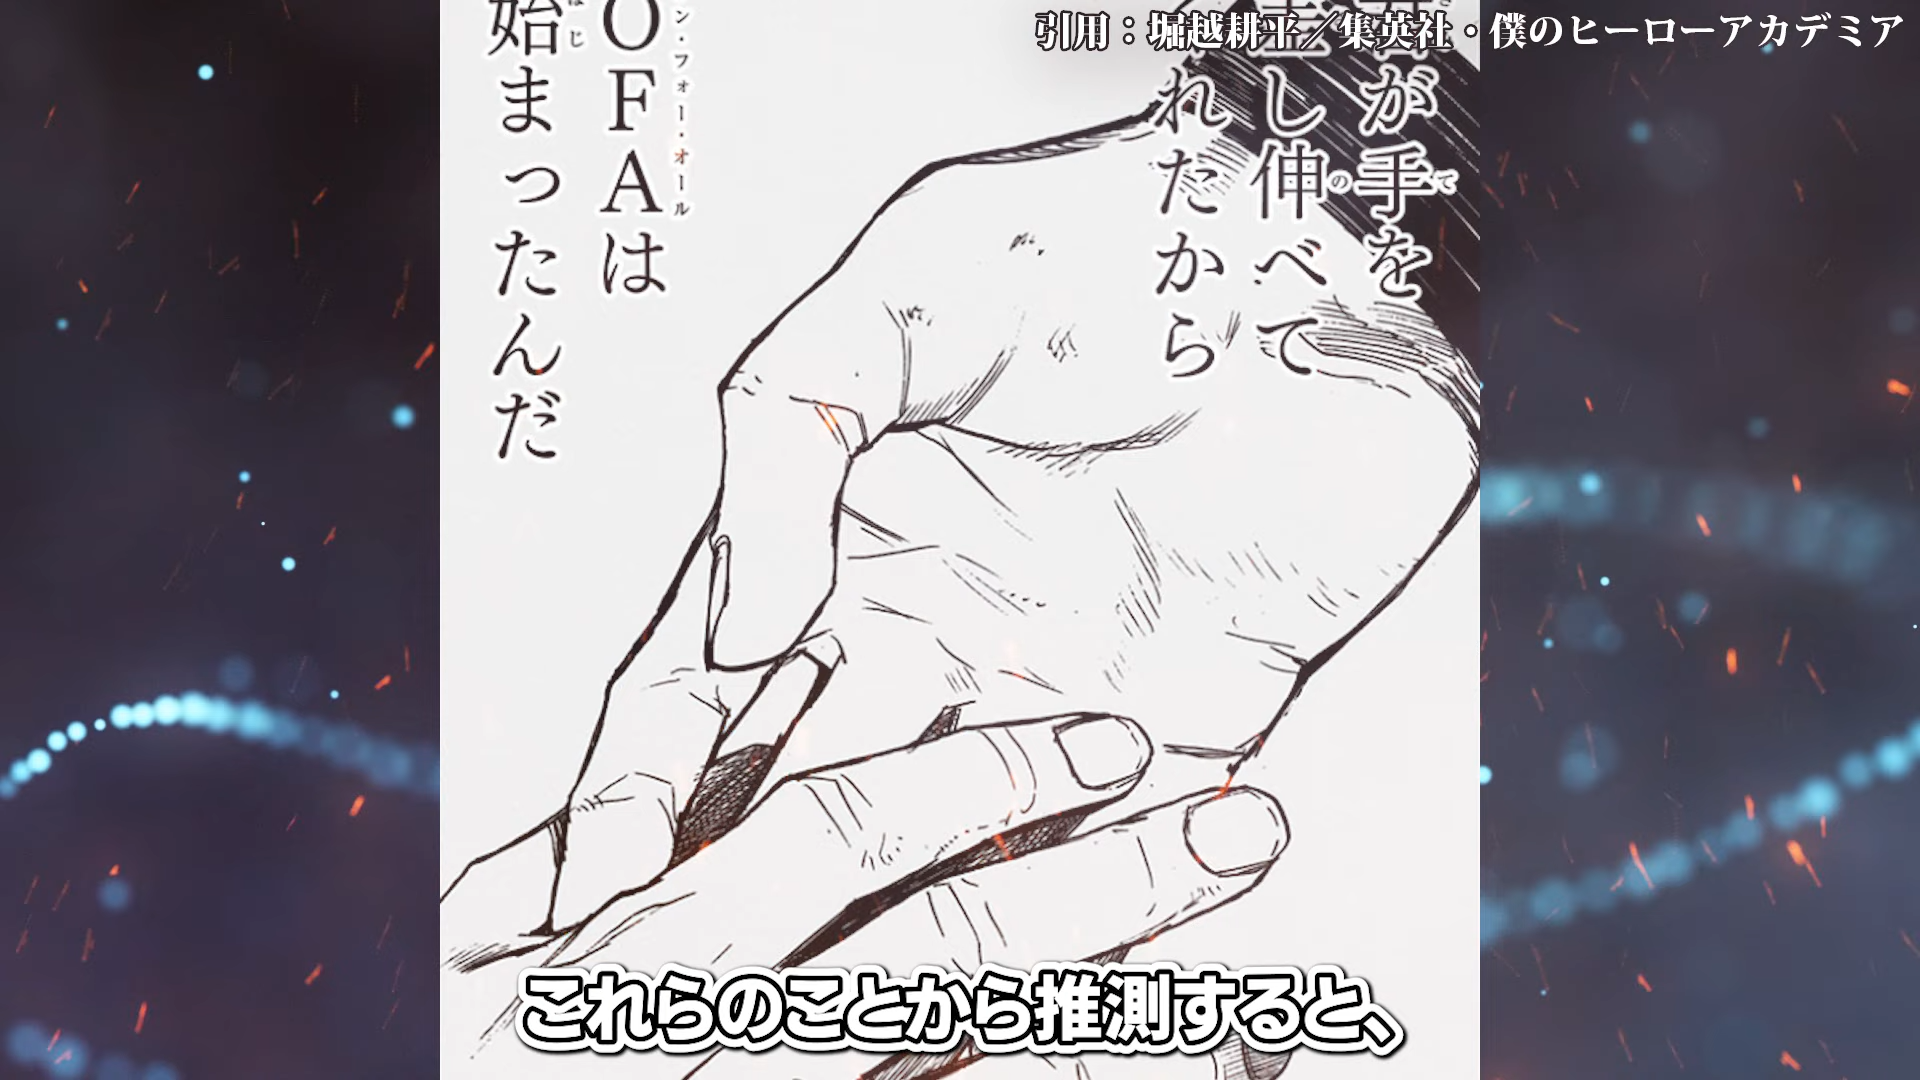 引用：堀越耕平／集英社・僕のヒーローアカデミア
が手を
差し伸べて
くれたから
OFAは
始まったんだ
これらのことから推測すると、